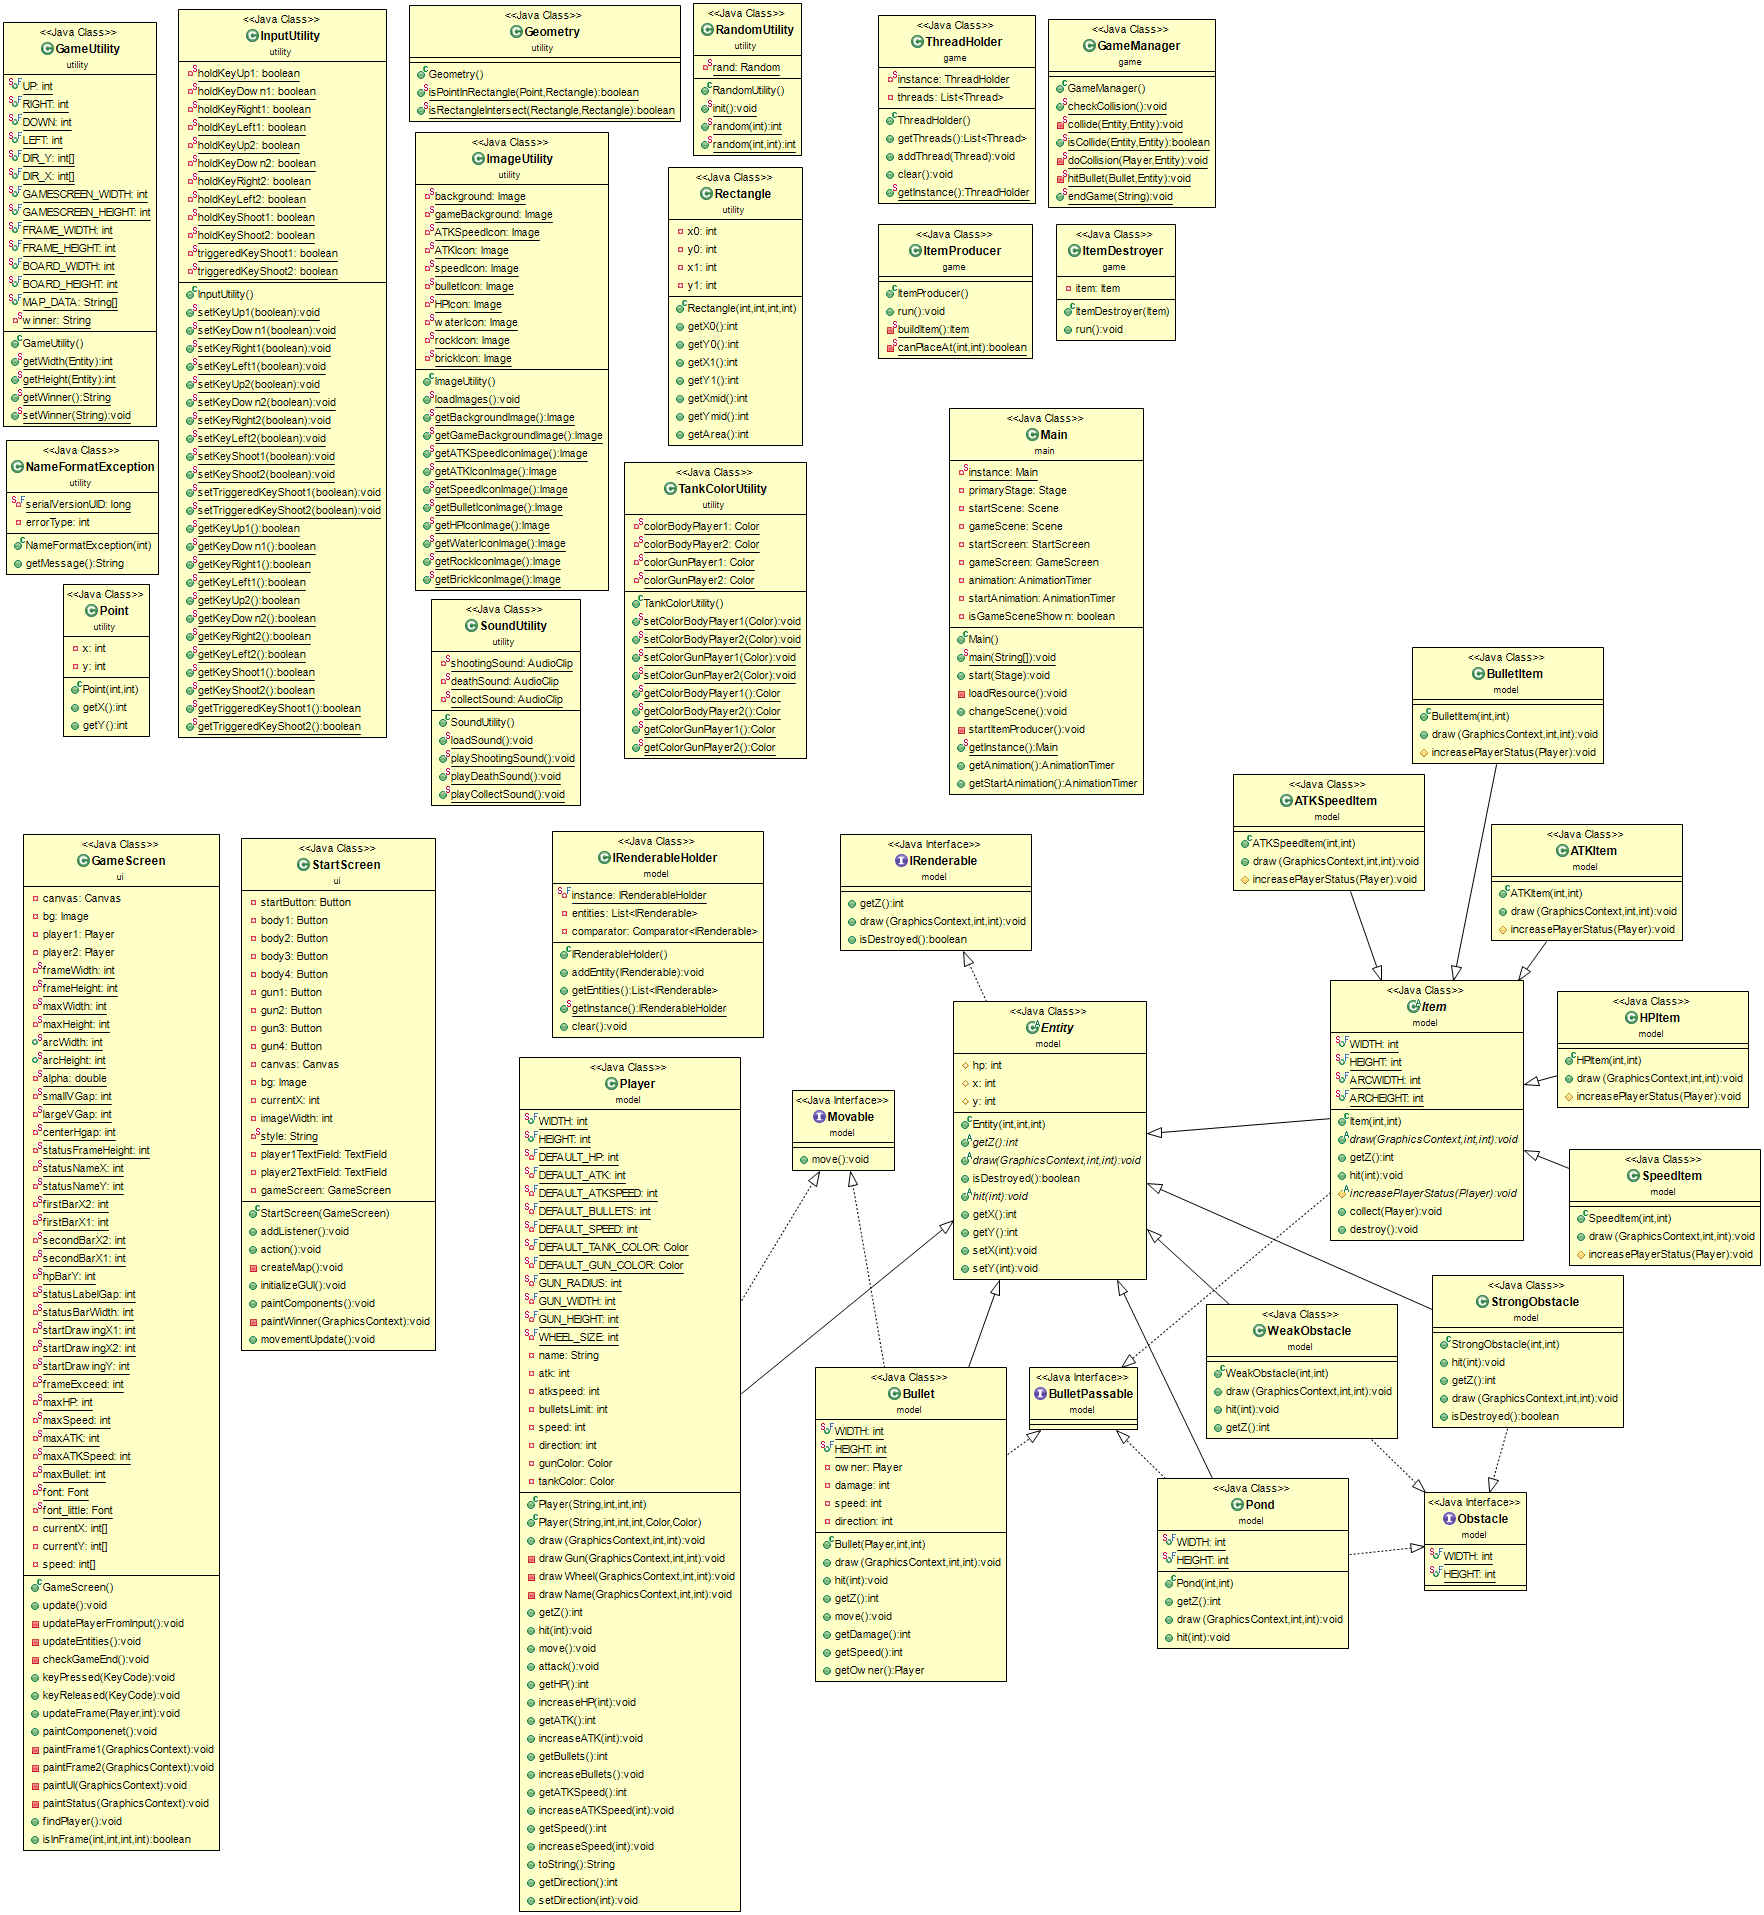 <<Java Class>>
GameUtility
utility
UP: int
RIGHT: int
DOWN: int
LEFT: int
DIR_Y: int[]
DIR_X: int[]
GAMESCREEN_WIDTH: int
GAMESCREEN_HEIGHT: int
FRAME_WIDTH: int
FRAME_HEIGHT: int
BOARD_WIDTH: int
BOARD_HEIGHT: int
MAP_DATA: String[]
winner: String
GameUtility()
getWidth(Entity):int
getHeight(Entity):int
getWinner():String
setWinner(String):void
<<Java Class>>
NameFormatException
utility
serialVersionUID: long
errorType: int
NameFormatException(int)
getMessage():String
<<Java Class>>
Point
utility
x: int
y: int
Point(int,int)
getX():int
getY():int
<<Java Class>>
InputUtility
utility
holdKeyUp1: boolean
holdKeyDown1: boolean
holdKeyRight1: boolean
holdKeyLeft1: boolean
holdKeyUp2: boolean
holdKeyDown2: boolean
holdKeyRight2: boolean
holdKeyLeft2: boolean
holdKeyShoot1: boolean
holdKeyShoot2: boolean
triggeredKeyShoot1: boolean
triggeredKeyShoot2: boolean
InputUtility()
setKeyUp1(boolean):void
setKeyDown1(boolean):void
setKeyRight1(boolean):void
setKeyLeft1(boolean):void
setKeyUp2(boolean):void
setKeyDown2(boolean):void
setKeyRight2(boolean):void
setKeyLeft2(boolean):void
setKeyShoot1(boolean):void
setKeyShoot2(boolean):void
setTriggeredKeyShoot1(boolean):void
setTriggeredKeyShoot2(boolean):void
getKeyUp1():boolean
getKeyDown1():boolean
getKeyRight1():boolean
getKeyLeft1():boolean
getKeyUp2():boolean
getKeyDown2():boolean
getKeyRight2():boolean
getKeyLeft2():boolean
getKeyShoot1():boolean
getKeyShoot2():boolean
getTriggeredKeyShoot1():boolean
getTriggeredKeyShoot2():boolean
<<Java Class>>
Geometry
utility
Geometry()
isPointInRectangle(Point,Rectangle):boolean
isRectangleIntersect(Rectangle,Rectangle):boolean
<<Java Class>>
ImageUtility
utility
background: Image
gameBackground: Image
ATKSpeedIcon: Image
ATKIcon: Image
speedIcon: Image
bulletIcon: Image
HPIcon: Image
waterIcon: Image
rockIcon: Image
brickIcon: Image
ImageUtility()
loadImages():void
getBackgroundImage():Image
getGameBackgroundImage():Image
getATKSpeedIconImage():Image
getATKIconImage():Image
getSpeedIconImage():Image
getBulletIconImage():Image
getHPIconImage():Image
getWaterIconImage():Image
getRockIconImage():Image
getBrickIconImage():Image
<<Java Class>>
SoundUtility
utility
shootingSound: AudioClip
deathSound: AudioClip
collectSound: AudioClip
SoundUtility()
loadSound():void
playShootingSound():void
playDeathSound():void
playCollectSound():void
<<Java Class>>
RandomUtility
utility
rand: Random
RandomUtility()
init():void
random(int):int
random(int,int):int
<<Java Class>>
Rectangle
utility
x0: int
y0: int
x1: int
y1: int
Rectangle(int,int,int,int)
getX0():int
getY0():int
getX1():int
getY1():int
getXmid():int
getYmid():int
getArea():int
<<Java Class>>
TankColorUtility
utility
colorBodyPlayer1: Color
colorBodyPlayer2: Color
colorGunPlayer1: Color
colorGunPlayer2: Color
TankColorUtility()
setColorBodyPlayer1(Color):void
setColorBodyPlayer2(Color):void
setColorGunPlayer1(Color):void
setColorGunPlayer2(Color):void
getColorBodyPlayer1():Color
getColorBodyPlayer2():Color
getColorGunPlayer1():Color
getColorGunPlayer2():Color
<<Java Class>>
ThreadHolder
game
instance: ThreadHolder
threads: List<Thread>
ThreadHolder()
getThreads():List<Thread>
addThread(Thread):void
clear():void
getInstance():ThreadHolder
<<Java Class>>
GameManager
game
GameManager()
checkCollision():void
collide(Entity,Entity):void
isCollide(Entity,Entity):boolean
doCollision(Player,Entity):void
hitBullet(Bullet,Entity):void
endGame(String):void
<<Java Class>>
ItemProducer
game
ItemProducer()
run():void
buildItem():Item
canPlaceAt(int,int):boolean
<<Java Class>>
ItemDestroyer
game
item: Item
ItemDestroyer(Item)
run():void
<<Java Class>>
Main
main
instance: Main
primaryStage: Stage
startScene: Scene
gameScene: Scene
startScreen: StartScreen
gameScreen: GameScreen
animation: AnimationTimer
startAnimation: AnimationTimer
isGameSceneShown: boolean
Main()
main(String[]):void
start(Stage):void
loadResource():void
changeScene():void
startItemProducer():void
getInstance():Main
getAnimation():AnimationTimer
getStartAnimation():AnimationTimer
<<Java Class>>
BulletItem
model
BulletItem(int,int)
draw(GraphicsContext,int,int):void
increasePlayerStatus(Player):void
<<Java Class>>
ATKSpeedItem
model
ATKSpeedItem(int,int)
draw(GraphicsContext,int,int):void
increasePlayerStatus(Player):void
<<Java Class>>
ATKItem
model
ATKItem(int,int)
draw(GraphicsContext,int,int):void
increasePlayerStatus(Player):void
<<Java Class>>
GameScreen
ui
canvas: Canvas
bg: Image
player1: Player
player2: Player
frameWidth: int
frameHeight: int
maxWidth: int
maxHeight: int
arcWidth: int
arcHeight: int
alpha: double
smallVGap: int
largeVGap: int
centerHgap: int
statusFrameHeight: int
statusNameX: int
statusNameY: int
firstBarX2: int
firstBarX1: int
secondBarX2: int
secondBarX1: int
hpBarY: int
statusLabelGap: int
statusBarWidth: int
startDrawingX1: int
startDrawingX2: int
startDrawingY: int
frameExceed: int
maxHP: int
maxSpeed: int
maxATK: int
maxATKSpeed: int
maxBullet: int
font: Font
font_little: Font
currentX: int[]
currentY: int[]
speed: int[]
GameScreen()
update():void
updatePlayerFromInput():void
updateEntities():void
checkGameEnd():void
keyPressed(KeyCode):void
keyReleased(KeyCode):void
updateFrame(Player,int):void
paintComponenet():void
paintFrame1(GraphicsContext):void
paintFrame2(GraphicsContext):void
paintUI(GraphicsContext):void
paintStatus(GraphicsContext):void
findPlayer():void
isInFrame(int,int,int,int):boolean
<<Java Class>>
StartScreen
ui
startButton: Button
body1: Button
body2: Button
body3: Button
body4: Button
gun1: Button
gun2: Button
gun3: Button
gun4: Button
canvas: Canvas
bg: Image
currentX: int
imageWidth: int
style: String
player1TextField: TextField
player2TextField: TextField
gameScreen: GameScreen
StartScreen(GameScreen)
addListener():void
action():void
createMap():void
initializeGUI():void
paintComponents():void
paintWinner(GraphicsContext):void
movementUpdate():void
<<Java Class>>
IRenderableHolder
model
instance: IRenderableHolder
entities: List<IRenderable>
comparator: Comparator<IRenderable>
IRenderableHolder()
addEntity(IRenderable):void
getEntities():List<IRenderable>
getInstance():IRenderableHolder
clear():void
<<Java Class>>
Player
model
WIDTH: int
HEIGHT: int
DEFAULT_HP: int
DEFAULT_ATK: int
DEFAULT_ATKSPEED: int
DEFAULT_BULLETS: int
DEFAULT_SPEED: int
DEFAULT_TANK_COLOR: Color
DEFAULT_GUN_COLOR: Color
GUN_RADIUS: int
GUN_WIDTH: int
GUN_HEIGHT: int
WHEEL_SIZE: int
name: String
atk: int
atkspeed: int
bulletsLimit: int
speed: int
direction: int
gunColor: Color
tankColor: Color
Player(String,int,int,int)
Player(String,int,int,int,Color,Color)
draw(GraphicsContext,int,int):void
drawGun(GraphicsContext,int,int):void
drawWheel(GraphicsContext,int,int):void
drawName(GraphicsContext,int,int):void
getZ():int
hit(int):void
move():void
attack():void
getHP():int
increaseHP(int):void
getATK():int
increaseATK(int):void
getBullets():int
increaseBullets():void
getATKSpeed():int
increaseATKSpeed(int):void
getSpeed():int
increaseSpeed(int):void
toString():String
getDirection():int
setDirection(int):void
<<Java Interface>>
IRenderable
model
getZ():int
draw(GraphicsContext,int,int):void
isDestroyed():boolean
<<Java Interface>>
Movable
model
move():void
<<Java Class>>
Entity
model
hp: int
x: int
y: int
Entity(int,int,int)
getZ():int
draw(GraphicsContext,int,int):void
isDestroyed():boolean
hit(int):void
getX():int
getY():int
setX(int):void
setY(int):void
<<Java Class>>
Item
model
WIDTH: int
HEIGHT: int
ARCWIDTH: int
ARCHEIGHT: int
Item(int,int)
draw(GraphicsContext,int,int):void
getZ():int
hit(int):void
increasePlayerStatus(Player):void
collect(Player):void
destroy():void
<<Java Class>>
HPItem
model
HPItem(int,int)
draw(GraphicsContext,int,int):void
increasePlayerStatus(Player):void
<<Java Class>>
SpeedItem
model
SpeedItem(int,int)
draw(GraphicsContext,int,int):void
increasePlayerStatus(Player):void
<<Java Class>>
StrongObstacle
model
StrongObstacle(int,int)
hit(int):void
getZ():int
draw(GraphicsContext,int,int):void
isDestroyed():boolean
<<Java Class>>
WeakObstacle
model
WeakObstacle(int,int)
draw(GraphicsContext,int,int):void
hit(int):void
getZ():int
<<Java Class>>
Bullet
model
WIDTH: int
HEIGHT: int
owner: Player
damage: int
speed: int
direction: int
Bullet(Player,int,int)
draw(GraphicsContext,int,int):void
hit(int):void
getZ():int
move():void
getDamage():int
getSpeed():int
getOwner():Player
<<Java Interface>>
BulletPassable
model
<<Java Class>>
Pond
model
WIDTH: int
HEIGHT: int
Pond(int,int)
getZ():int
draw(GraphicsContext,int,int):void
hit(int):void
<<Java Interface>>
Obstacle
model
WIDTH: int
HEIGHT: int